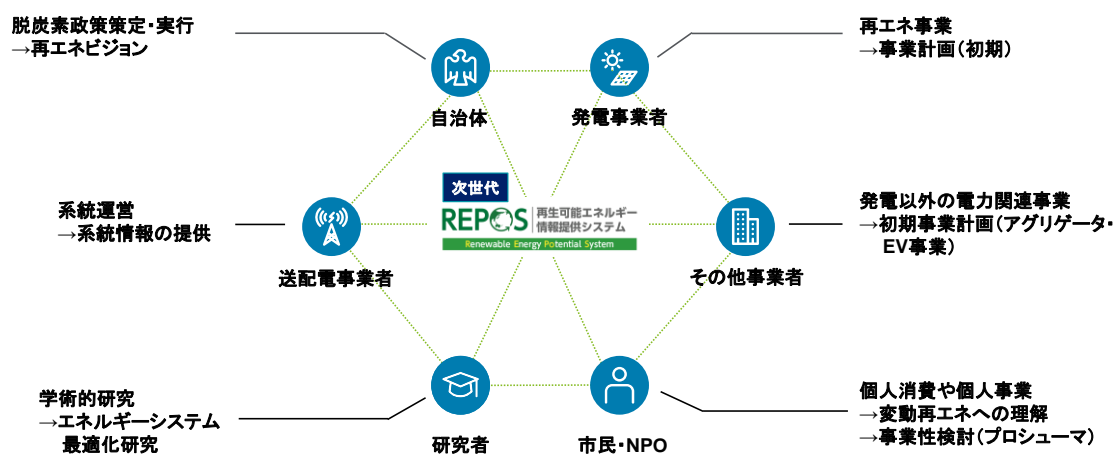 脱炭素政策策定・実行
→再エネビジョン
再エネ事業
→事業計画(初期)
自治体
発電事業者
系統運営
→系統情報の提供
送配電事業者
次世代
REPOS
再生可能エネルギー
情報提供システム
Renewable Energy Potential System
発電以外の電力関連事業
→初期事業計画(アグリゲータ・
EV事業)
その他事業者
学術的研究
→エネルギーシステム
最適化研究
研究者
市民・NPO
個人消費や個人事業
→変動再エネへの理解
→事業性検討(プロシューマ)